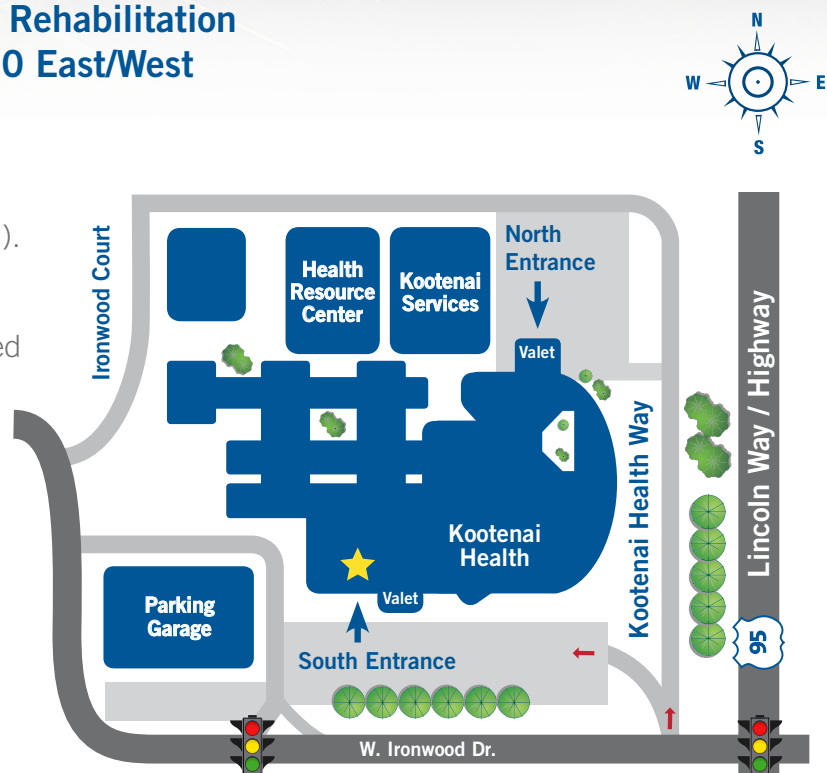 Rehabilitation
0 East/West
N
W
E
S
).
ed
Ironwood Court
Health
Resource
Center
Kootenai
Services
North
Entrance
Valet
Kootenai Health Way
Lincoln Way / Highway
95
Kootenai
Health
Valet
Parking
Garage
South Entrance
W. Ironwood Dr.